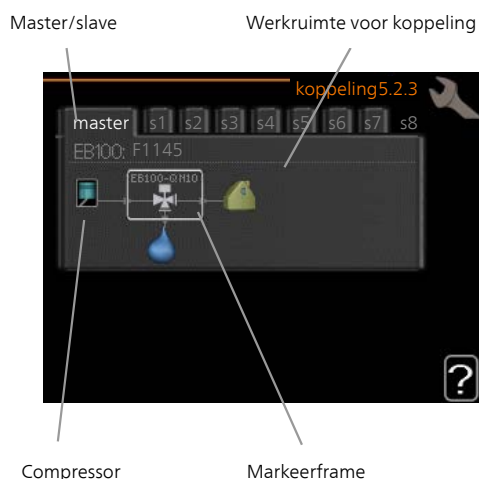 Master/slave
Werkruimte voor koppeling
koppeling5.2.3
master s1 s2 s3 s4 s5 s6 s7 s8
EB100: F1145
EB100-QN10
?
Compressor
Markeerframe